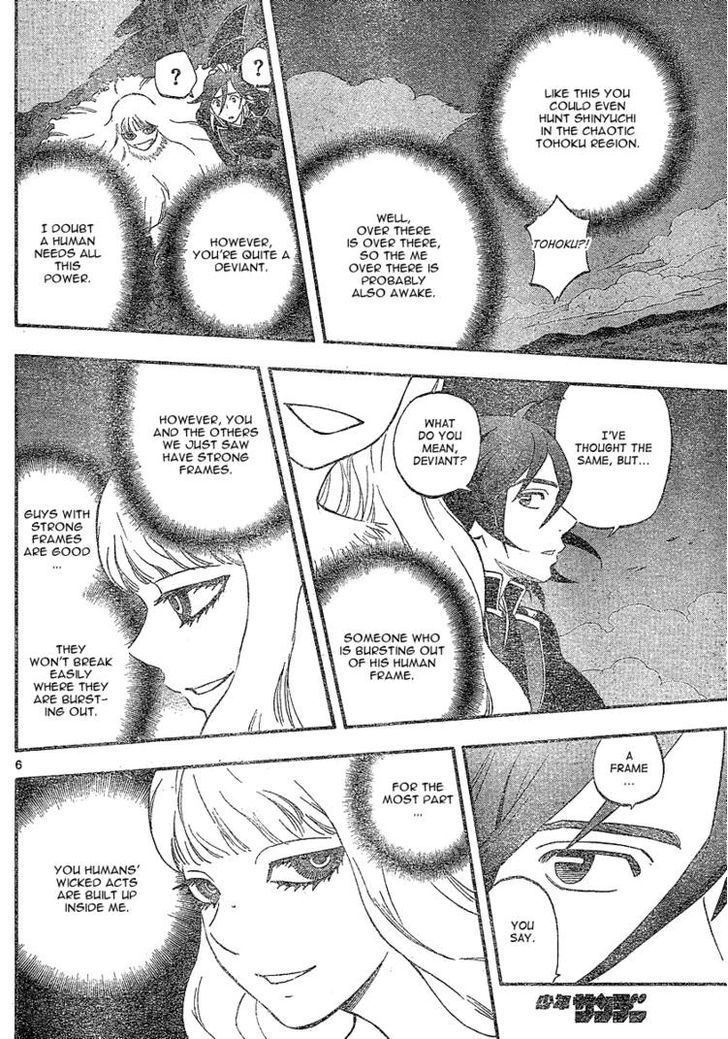 LIKE THIS YOU
COULD EVEN
HUNT SHINYUCHI
IN THE CHAOTIC
TOHOKU REGION.
TOHOKU?!
WELL,
OVER THERE
IS OVER THERE,
SO THE ME
OVER THERE IS
PROBABLY
ALSO AWAKE.
?
?
HOWEVER,
YOU'RE QUITE A
DEVIANT.
I DOUBT
A HUMAN
NEEDS ALL
THIS
POWER.
I'VE
THOUGHT THE
SAME, BUT...
WHAT
DO YOU
MEAN,
DEVIANT?
SOMEONE WHO
IS BURSTING OUT
OF HIS HUMAN
FRAME.
HOWEVER, YOU
AND THE OTHERS
WE JUST SAW
HAVE STRONG
FRAMES.
GUYS WITH
STRONG
FRAMES
ARE GOOD
...
THEY
WON'T BREAK
EASILY
WHERE THEY
ARE BURST-
ING OUT.
6
A
FRAME
...
YOU
SAY.
FOR THE
MOST PART
...
YOU HUMANS'
WICKED ACTS
ARE BUILT UP
INSIDE ME.